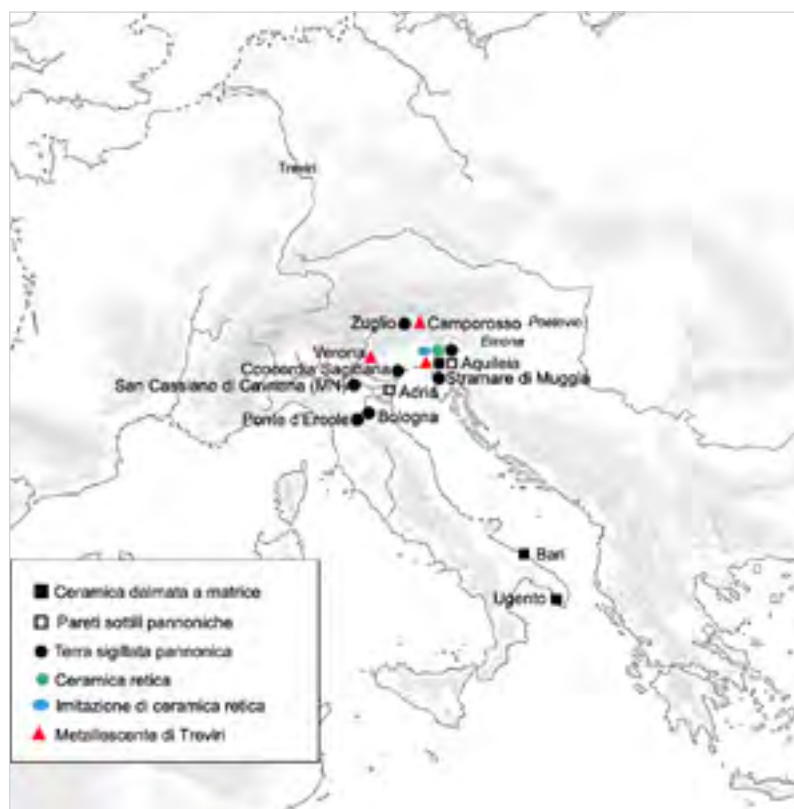 Treviri
Zuglio
Camporosso
Poetovio
Emona
Verona
Aquileia
Concordia Sagittaria
Stramare di Muggia
San Cassiano di Cavriana (MN)
Adria
Ponte d'Ercole
Bologna
Bari
Ugento
Ceramica dalmata a matrice
Pareti sottili pannoniche
Terra sigillata pannonica
Ceramica retica
Imitazione di ceramica retica
Metallescente di Treviri